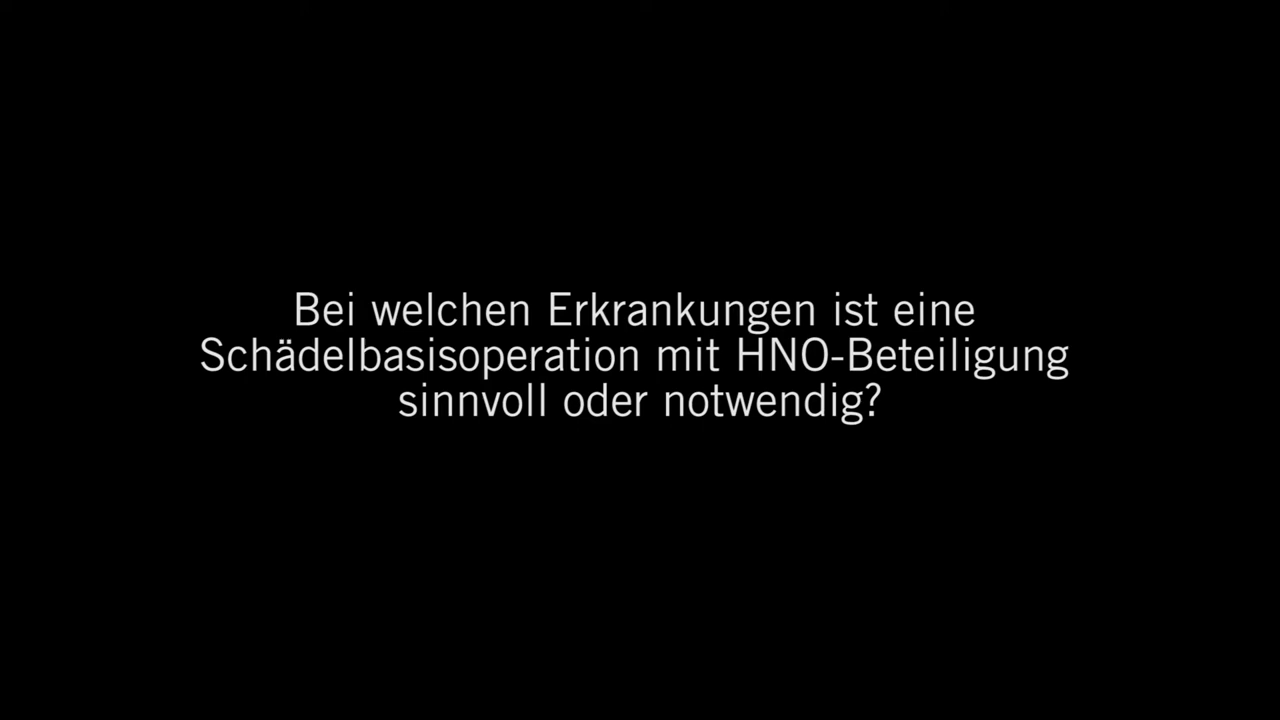 Bei welchen Erkrankungen ist eine
Schädelbasisoperation mit HNO-Beteiligung
sinnvoll oder notwendig?